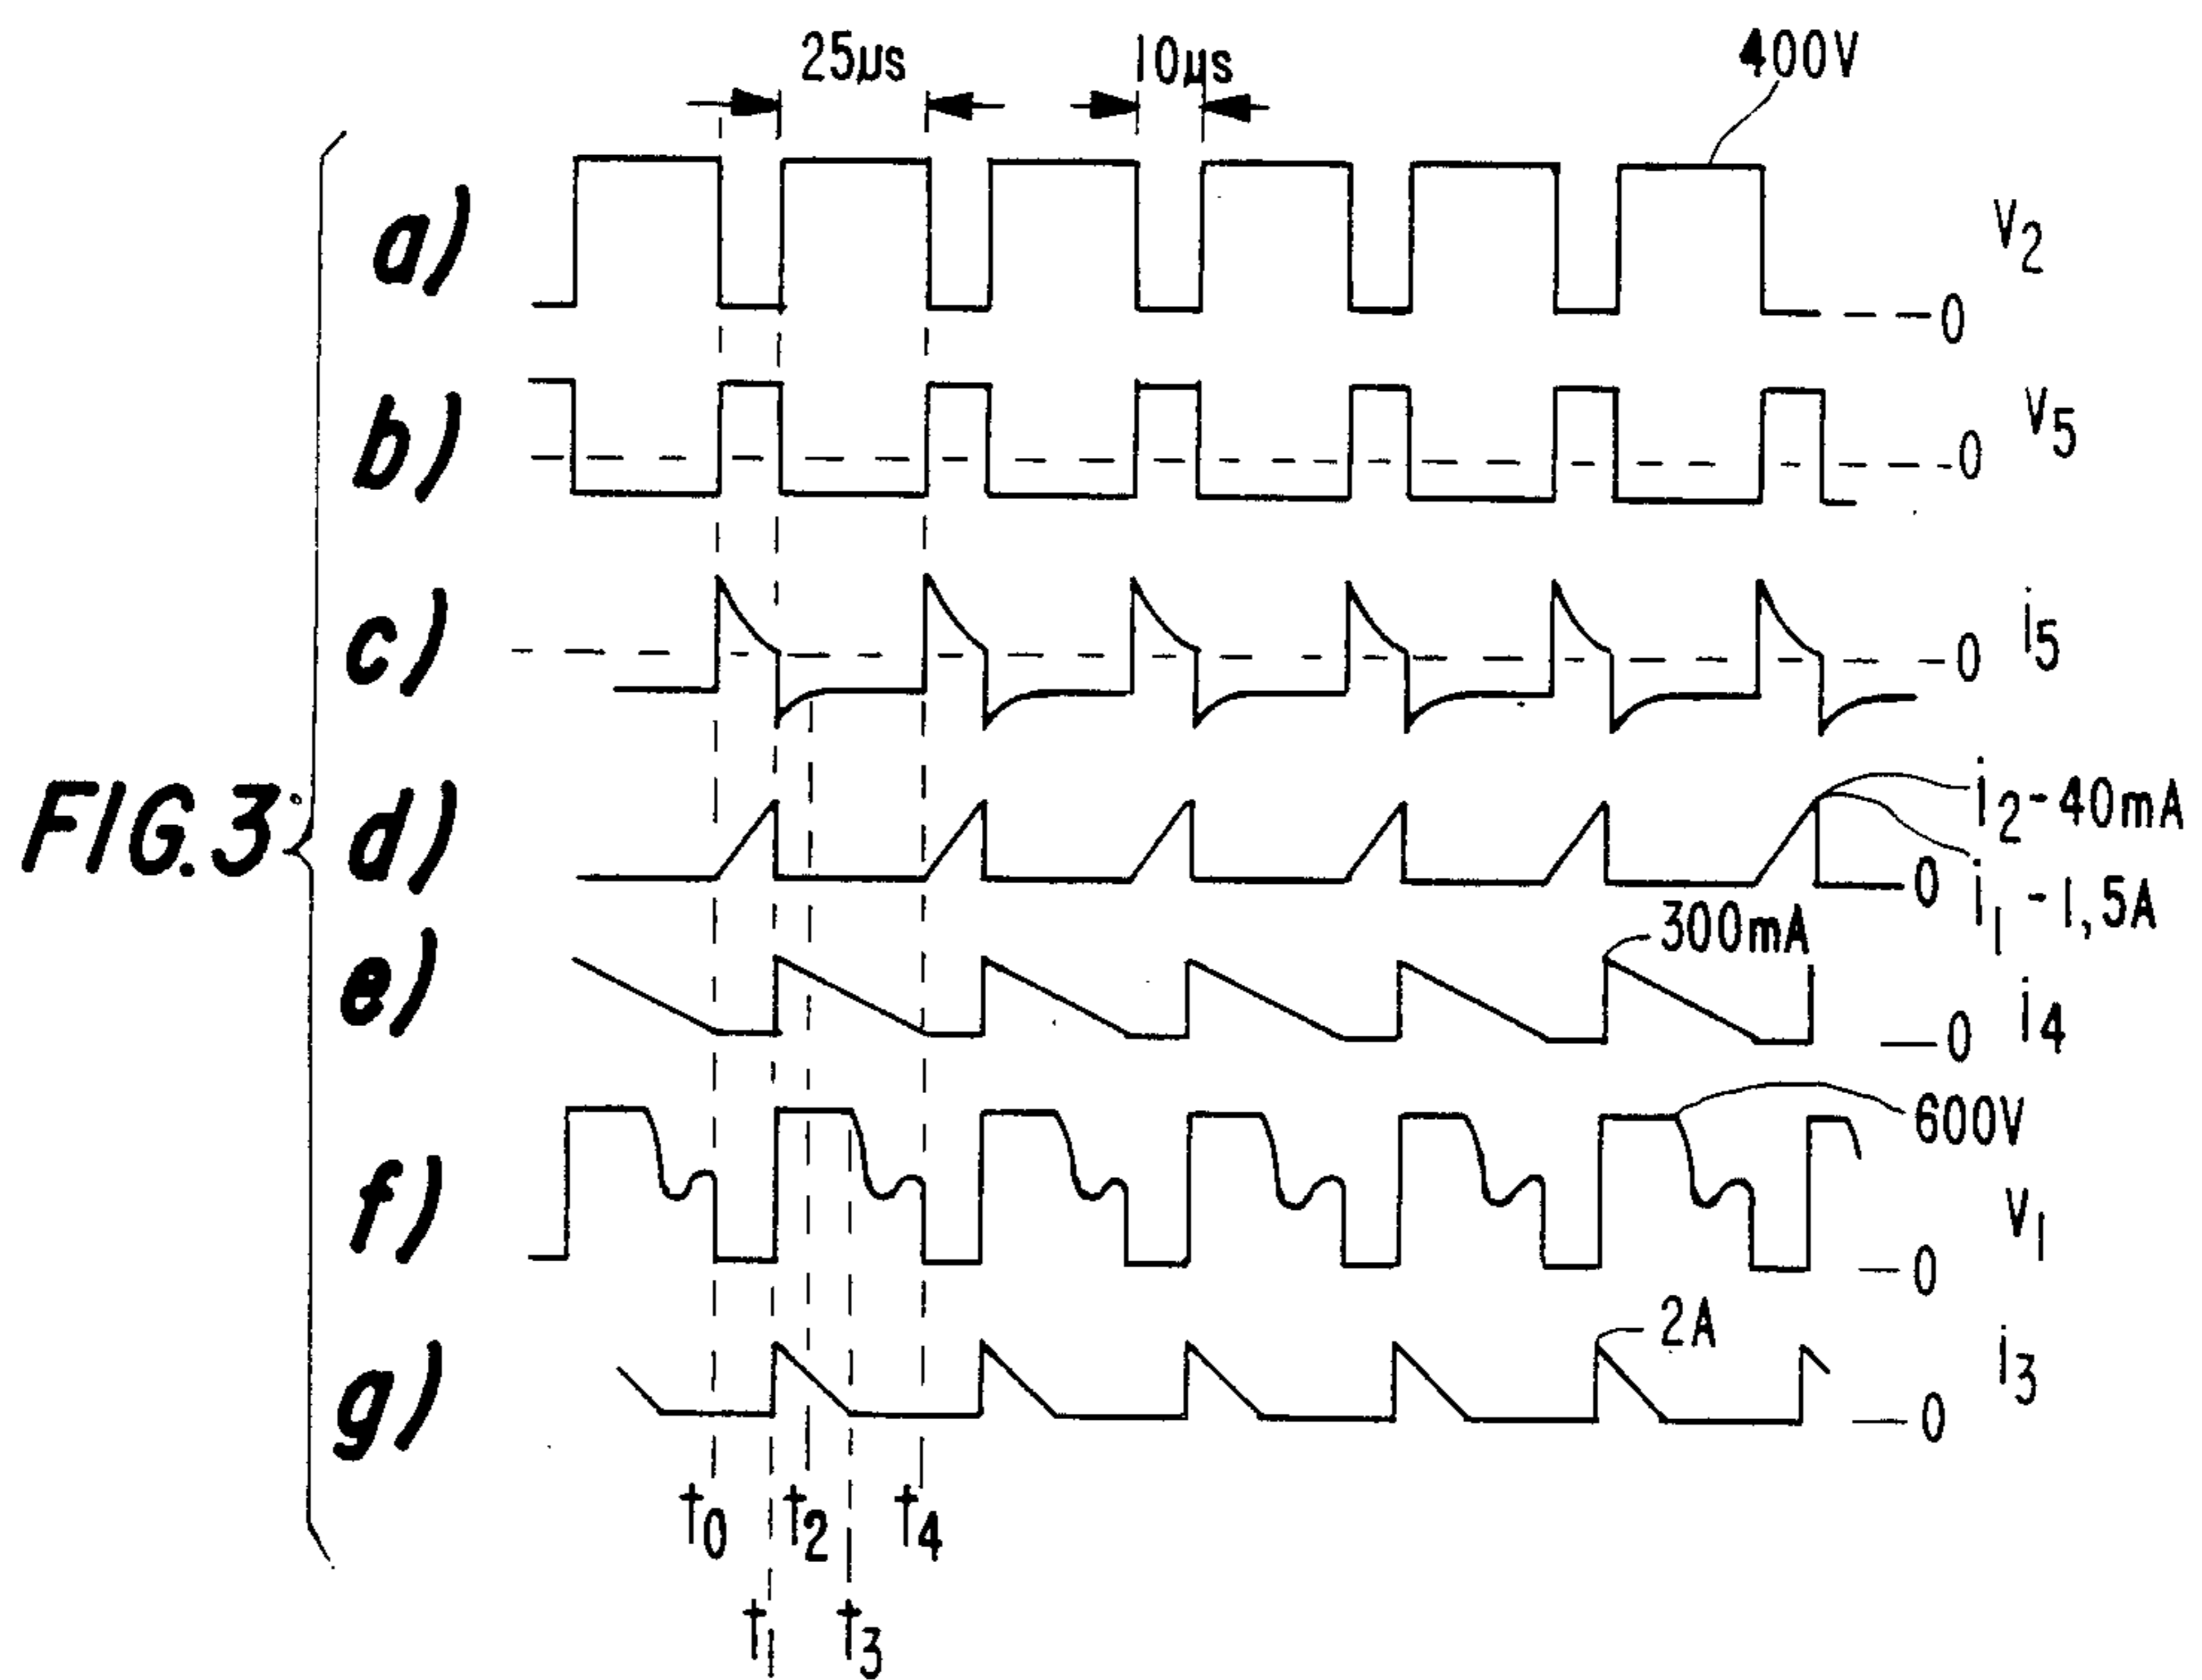 25µs 10µs 400V
a) V2
0
b) V5
0
c) i5
0
FIG.3
d) i2-40mA
0 i1-1,5A
e) 300mA
i4
0
f) 600V
V1
0
g) 2A i3
0
t0 t2 t4
t1 t3